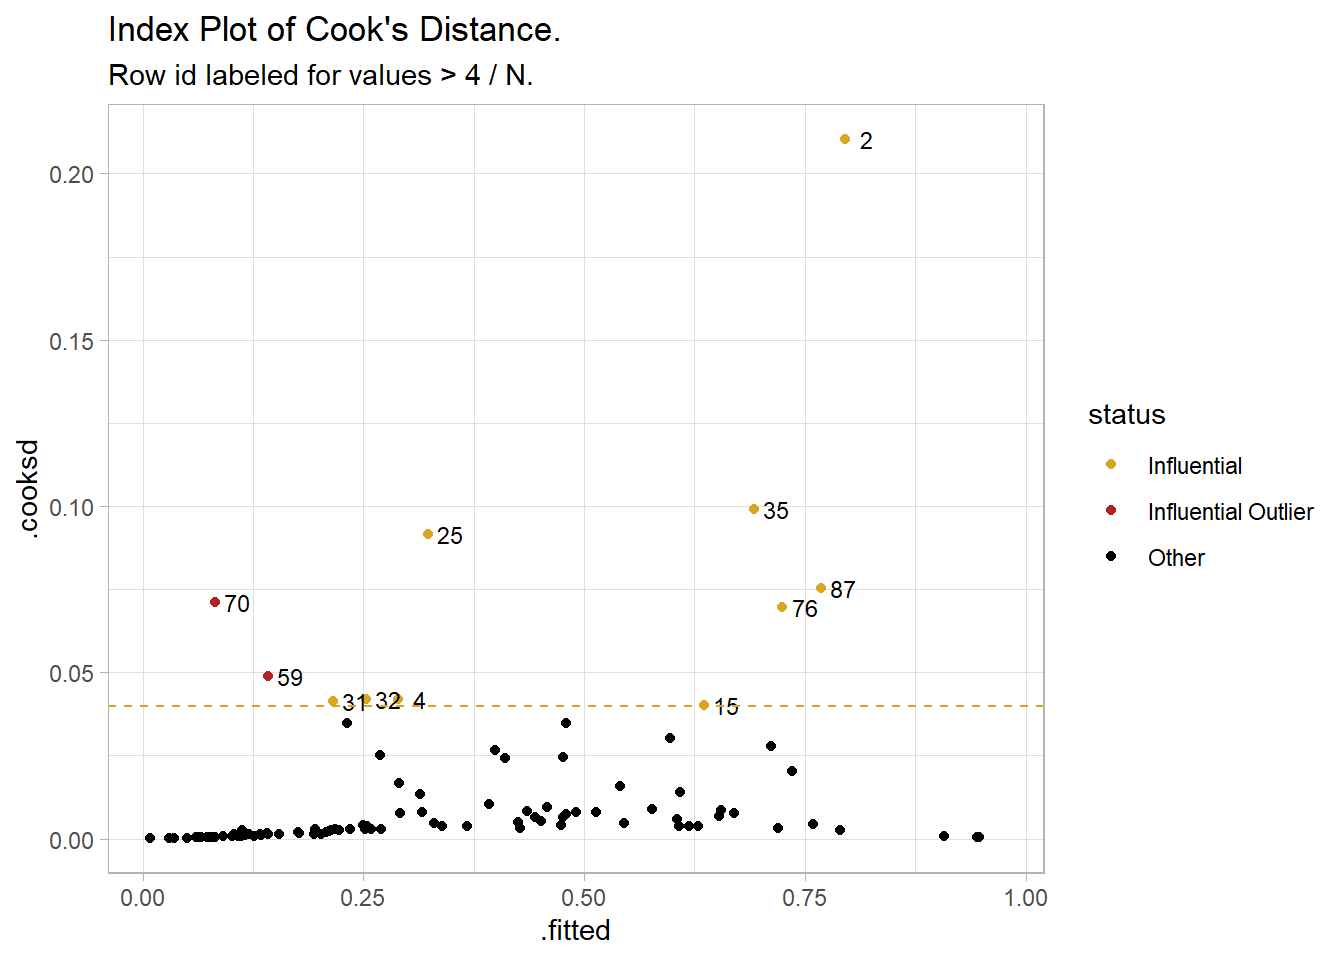 Index Plot of Cook's Distance.
Row id labeled for values > 4 / N.
2
0.20
0.15
status
.cooksd
Influential
0.10
35
Influential Outlier
25
Other
87
70
76
0.05
59
31
32
4
15
0.00
0.00
0.25
0.50
0.75
1.00
.fitted